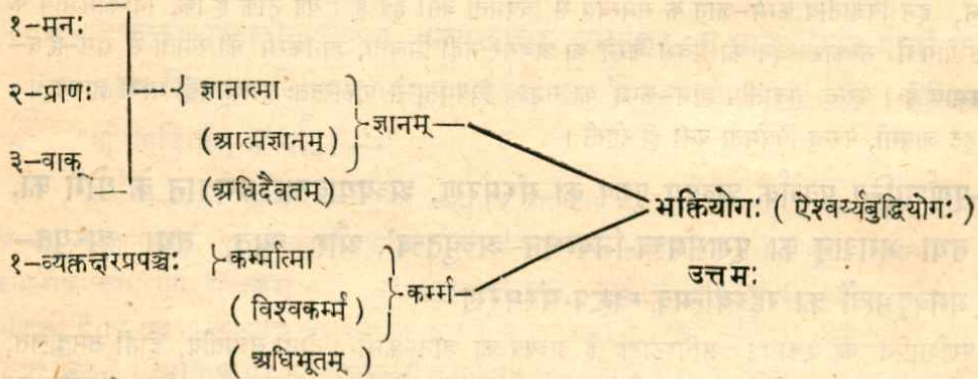 १-मनः
२-प्राणः
३-वाक्
ज्ञानात्मा
(आत्मज्ञानम्)
(अधिदैवतम्)
ज्ञानम्
१-व्यक्तक्षरप्रपञ्चः
कर्म्मात्मा
( विश्वकर्म्म)
( अधिभूतम्)
कर्म्म
भक्तियोगः ( ऐश्वर्य्यबुद्धियोगः )
उत्तमः